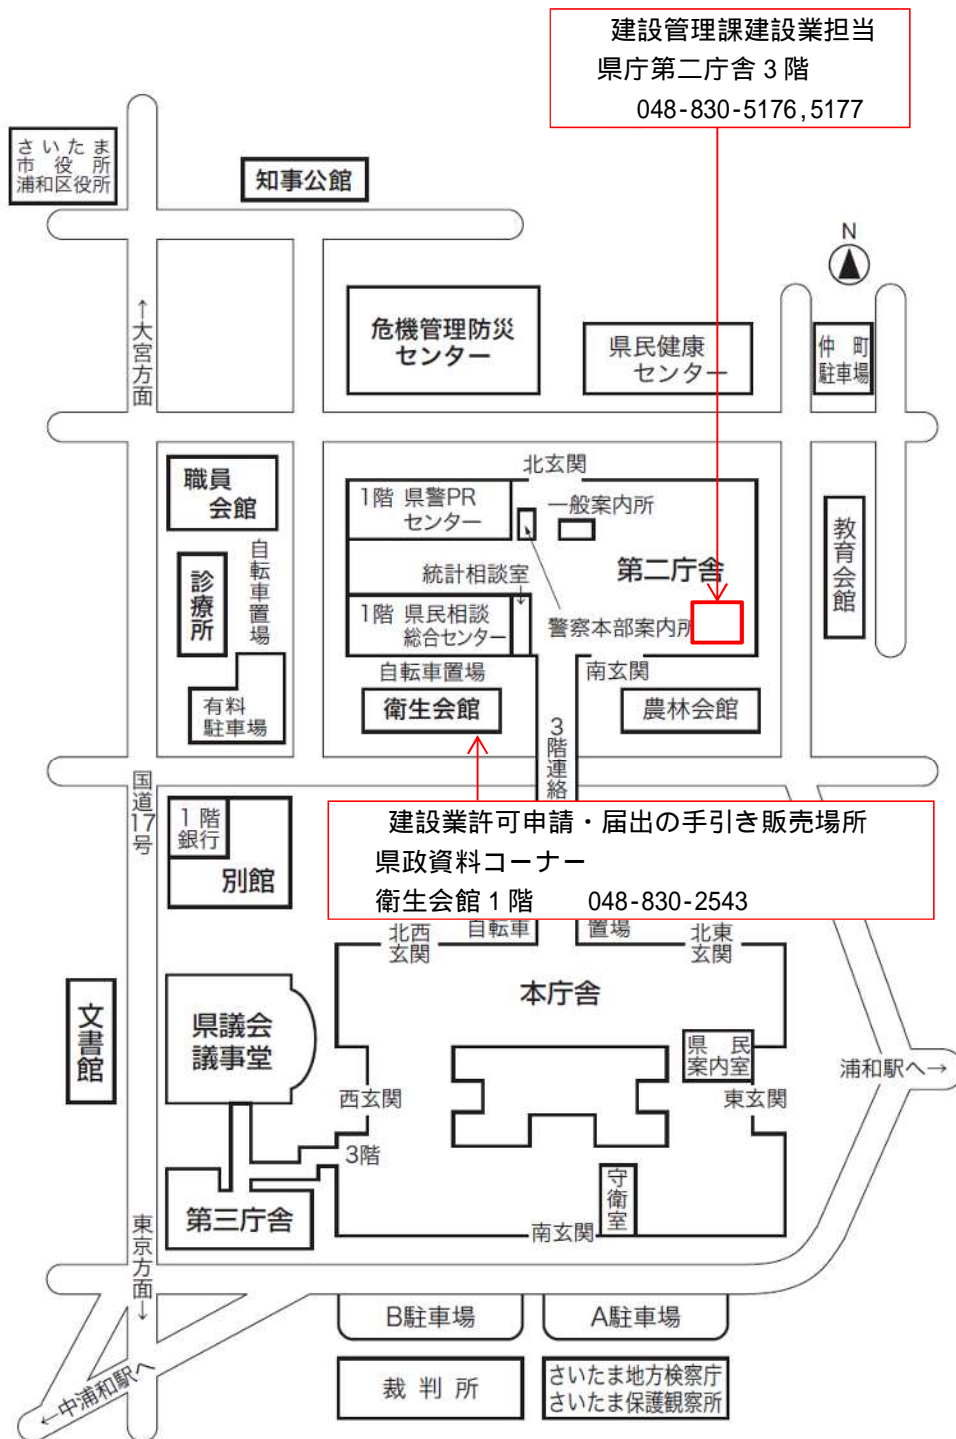 建設管理課建設業担当
県庁第二庁舎3階
048-830-5176,5177
さいたま
市役所
浦和区役所
知事公館
N
←大宮方面
危機管理防災
センター
県民健康
センター
仲町
駐車場
北玄関
職員
会館
1階 県警PR
センター
一般案内所
第二庁舎
教育会館
自転車置場
診療所
統計相談室
↓
1階 県民相談
総合センター
警察本部案内所
自転車置場
南玄関
有料
駐車場
衛生会館
農林会館
3階連絡
国道17号
1階
銀行
別館
建設業許可申請・届出の手引き販売場所
県政資料コーナー
衛生会館1階 048-830-2543
北西
玄関
自転車
置場
北東
玄関
本庁舎
文書館
県議会
議事堂
県民
案内室
浦和駅へ→
西玄関
東玄関
3階
守衛室
第三庁舎
南玄関
東京方面→
B駐車場
A駐車場
←中浦和駅へ
裁判所
さいたま地方検察庁
さいたま保護観察所